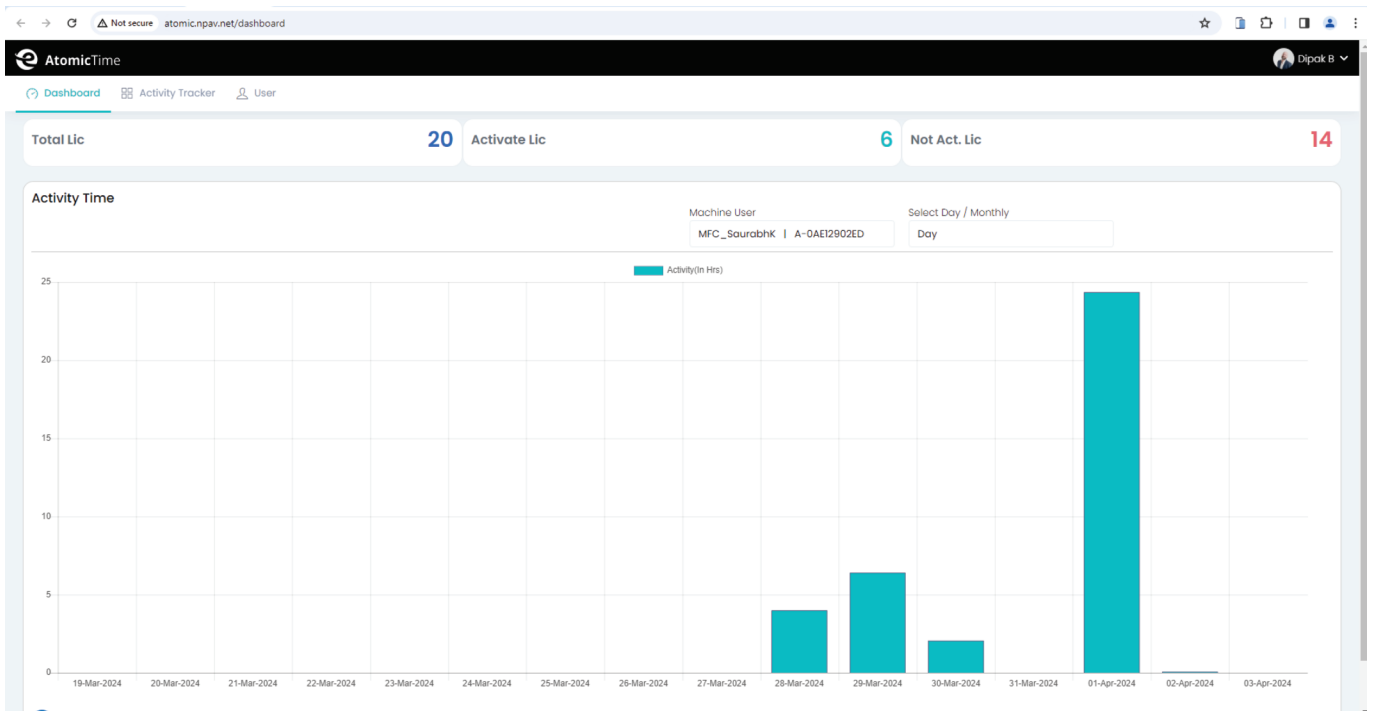 Not secure atomic.npav.net/dashboard
AtomicTime Dipak B
Dashboard Activity Tracker User
Total Lic 20 Activate Lic 6 Not Act. Lic 14
Activity Time
Machine User Select Day / Monthly
MFC_SaurabhK | A-0AE12902ED Day
Activity(In Hrs)
25
20
15
10
5
0
19-Mar-2024 20-Mar-2024 21-Mar-2024 22-Mar-2024 23-Mar-2024 24-Mar-2024 25-Mar-2024 26-Mar-2024 27-Mar-2024 28-Mar-2024 29-Mar-2024 30-Mar-2024 31-Mar-2024 01-Apr-2024 02-Apr-2024 03-Apr-2024